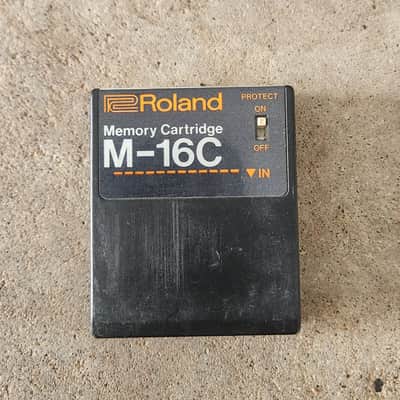 Roland
Memory Cartridge
M-16C
PROTECT
ON
OFF
▼IN